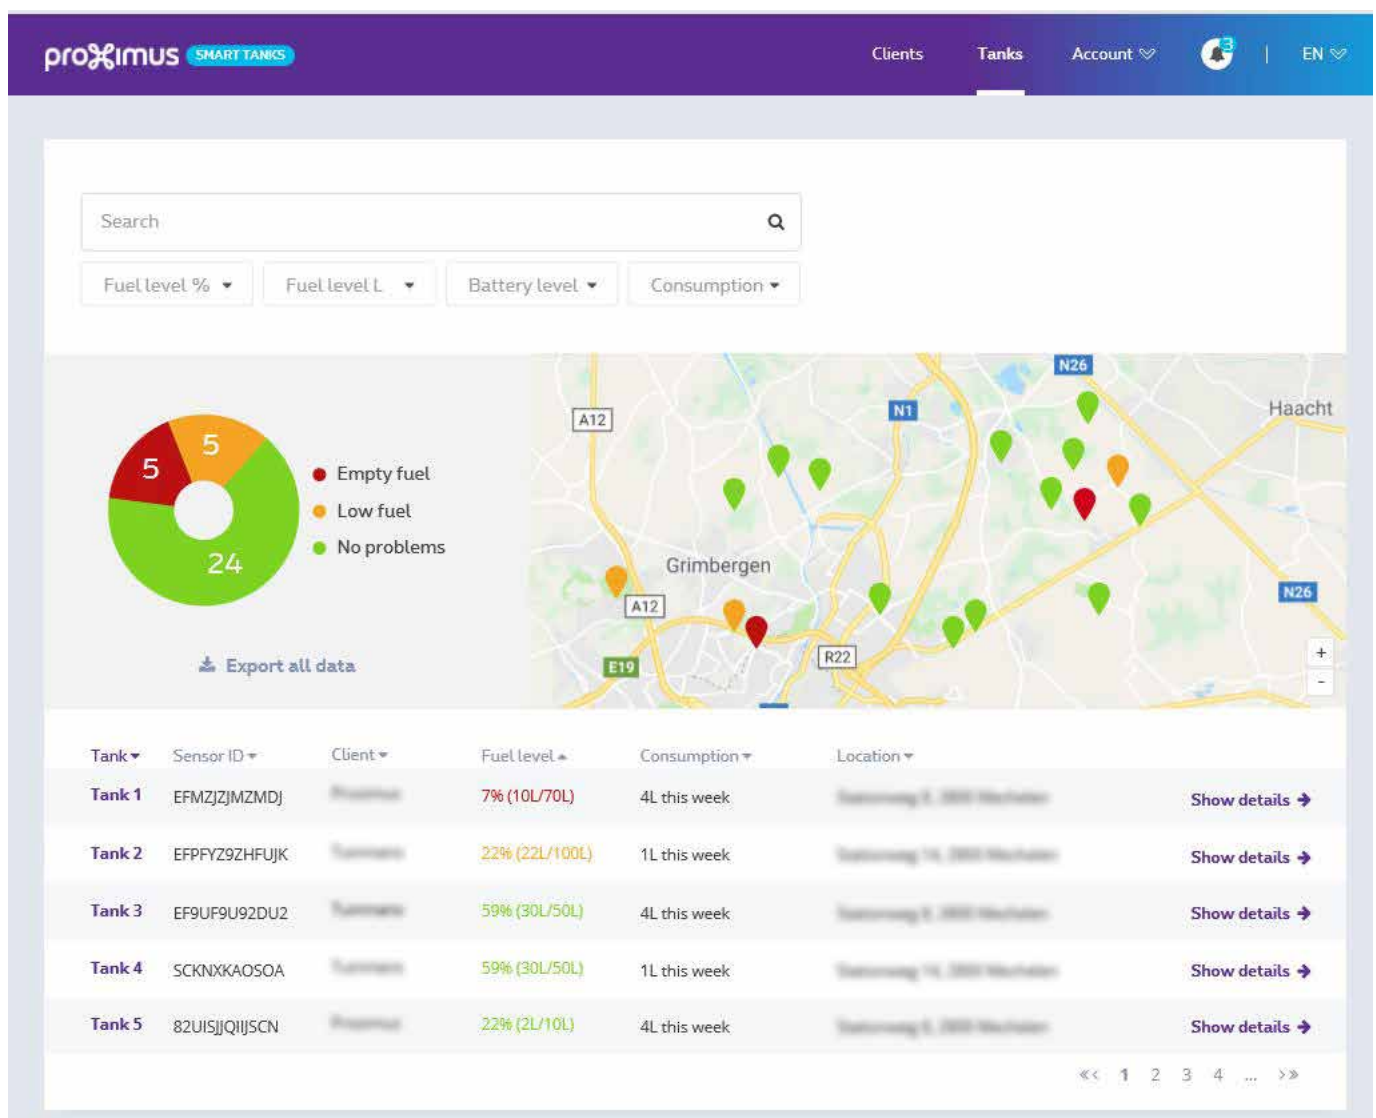 proximus SMART TANKS Clients Tanks Account 3 | EN
Search
Fuel level % Fuel level L Battery level Consumption
N26
A12 N1 Haacht
5 5
Empty fuel
Low fuel
24 No problems
Grimbergen
A12 N26
R22
E19
Export all data
+
-
Tank Sensor ID Client Fuel level Consumption Location
Tank 1 EFMZJZJMZMDJ 7% (10L/70L) 4L this week Show details
Tank 2 EFPFYZ9ZHFUJK 22% (22L/100L) 1L this week Show details
Tank 3 EF9UF9U92DU2 59% (30L/50L) 4L this week Show details
Tank 4 SCKNXKAOSOA 59% (30L/50L) 1L this week Show details
Tank 5 82UISJJQIIJSCN 22% (2L/10L) 4L this week Show details
«< 1 2 3 4 ... >»